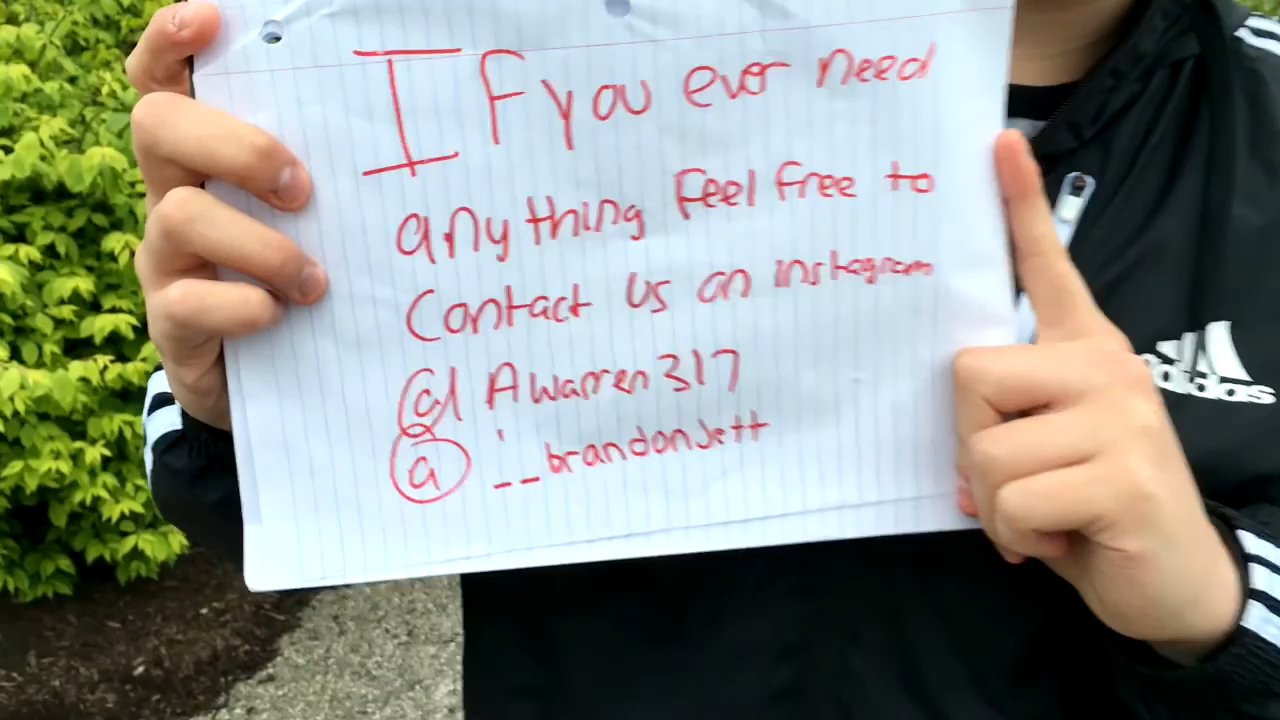 IF you ever need
anything Feel free to
Contact us on instagram
@ Awarren317
@ __brandonJett
adidas